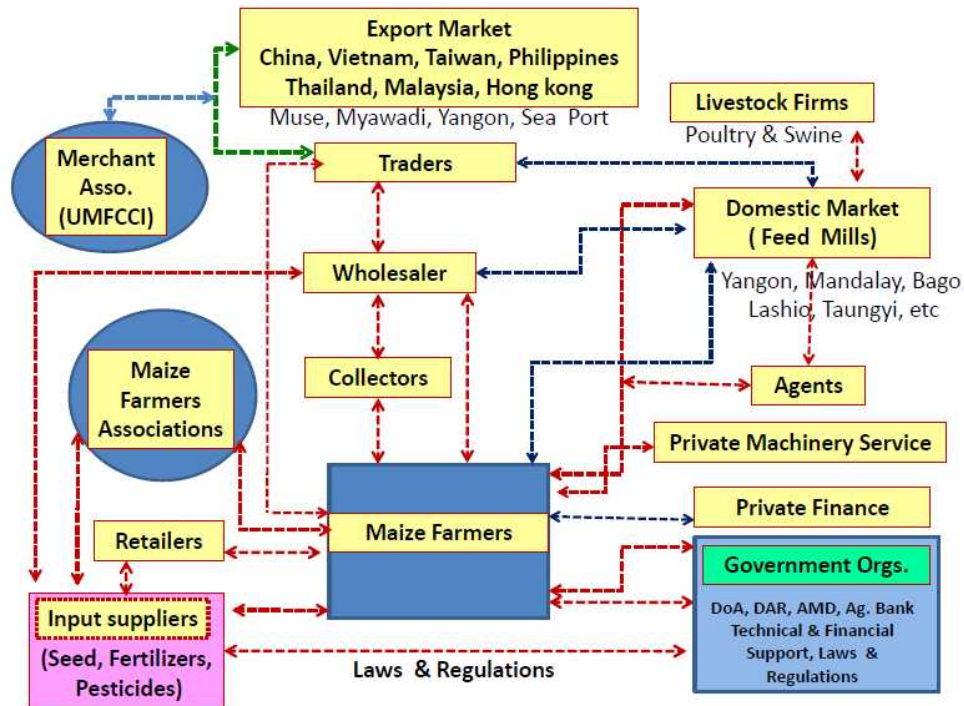 Export Market
China, Vietnam, Taiwan, Philippines
Thailand, Malaysia, Hong kong
Muse, Myawadi, Yangon, Sea Port
Livestock Firms
Poultry & Swine
Merchant
Asso.
(UMFCCI)
Traders
Domestic Market
( Feed Mills)
Wholesaler
Yangon, Mandalay, Bago
Lashio, Taungyi, etc
Maize
Farmers
Associations
Collectors
Agents
Private Machinery Service
Private Finance
Maize Farmers
Retailers
Government Orgs.
Input suppliers
(Seed, Fertilizers,
Pesticides)
DoA, DAR, AMD, Ag. Bank
Technical & Financial
Support, Laws &
Regulations
Laws & Regulations